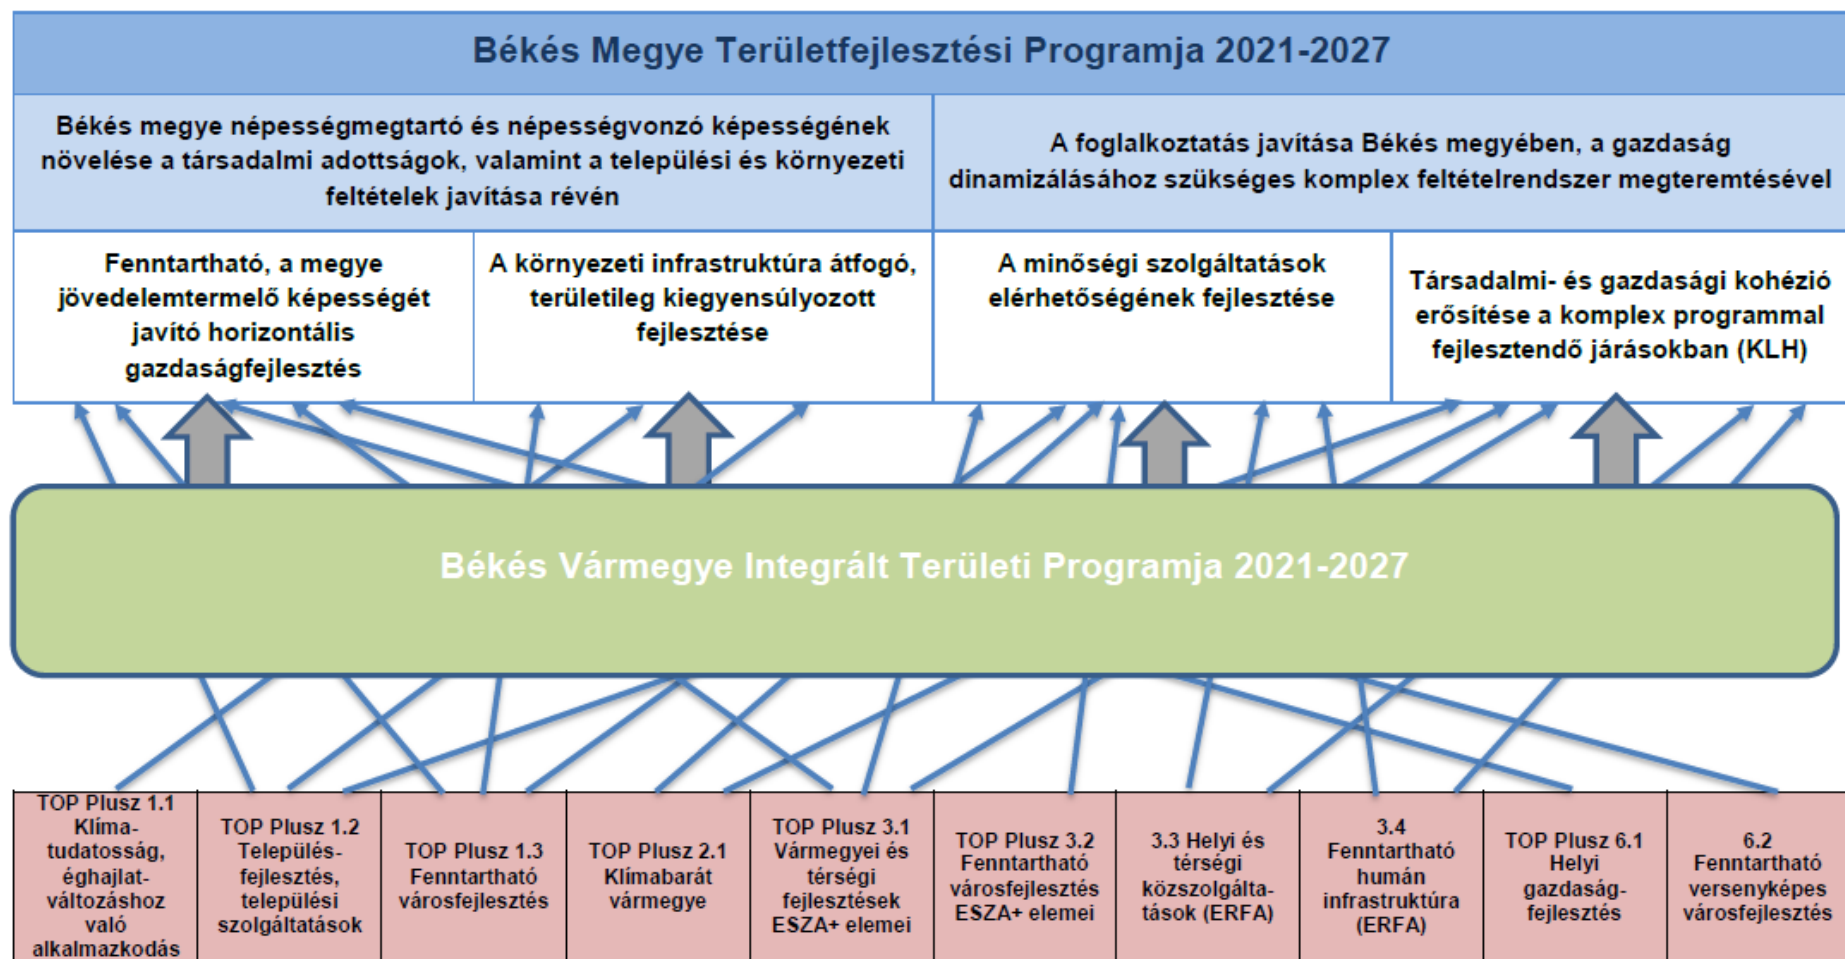 Békés Megye Területfejlesztési Programja 2021-2027
Békés megye népességmegtartó és népességvonzó képességének
növelése a társadalmi adottságok, valamint a települési és környezeti
feltételek javítása révén
A foglalkoztatás javítása Békés megyében, a gazdaság
dinamizálásához szükséges komplex feltételrendszer megteremtésével
Fenntartható, a megye
jövedelemtermelő képességét
javító horizontális
gazdaságfejlesztés
A környezeti infrastruktúra átfogó,
területileg kiegyensúlyozott
fejlesztése
A minőségi szolgáltatások
elérhetőségének fejlesztése
Társadalmi- és gazdasági kohézió
erősítése a komplex programmal
fejlesztendő járásokban (KLH)
Békés Vármegye Integrált Területi Programja 2021-2027
TOP Plusz 1.1
Klíma-
tudatosság,
éghajlat-
változáshoz
való
alkalmazkodás
TOP Plusz 1.2
Település-
fejlesztés,
települési
szolgáltatások
TOP Plusz 1.3
Fenntartható
városfejlesztés
TOP Plusz 2.1
Klímabarát
vármegye
TOP Plusz 3.1
Vármegyei és
térségi
fejlesztések
ESZA+ elemei
TOP Plusz 3.2
Fenntartható
városfejlesztés
ESZA+ elemei
3.3 Helyi és
térségi
közszolgálta-
tások (ERFA)
3.4
Fenntartható
humán
infrastruktúra
(ERFA)
TOP Plusz 6.1
Helyi
gazdaság-
fejlesztés
6.2
Fenntartható
versenyképes
városfejlesztés